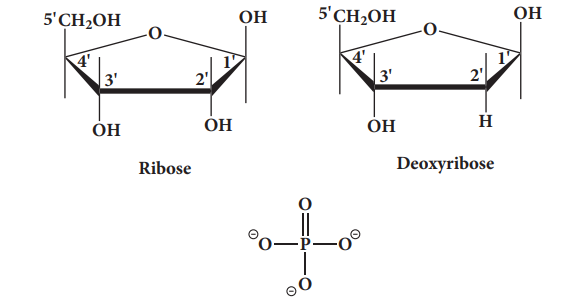 5'CH₂OH
O
OH
4'
1'
3'
2'
OH
OH
Ribose
5'CH₂OH
O
OH
4'
1'
3'
2'
OH
H
Deoxyribose
O
⊖O—P—O⊖
⊖O